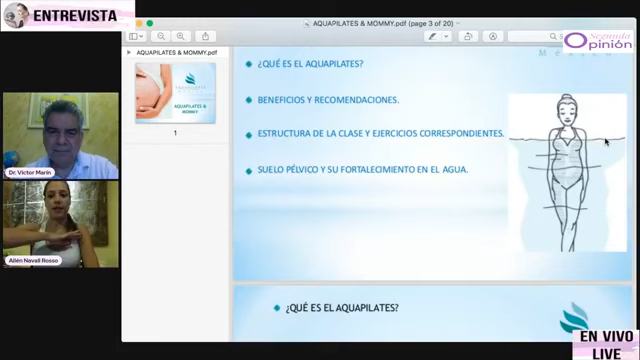 ENTREVISTA
AQUAPILATES & MOMMY.pdf (page 3 of 20)
AQUAPILATES & MOMMY.pdf
Segunda
Opinión
México
¿QUÉ ES EL AQUAPILATES?
BENEFICIOS Y RECOMENDACIONES.
ESTRUCTURA DE LA CLASE Y EJERCICIOS CORRESPONDIENTES.
SUELO PÉLVICO Y SU FORTALECIMIENTO EN EL AGUA.
AQUAPILATES &
MOMMY
1
Dr. Víctor Marín
Ailén Navall Rosso
¿QUÉ ES EL AQUAPILATES?
EN VIVO
LIVE